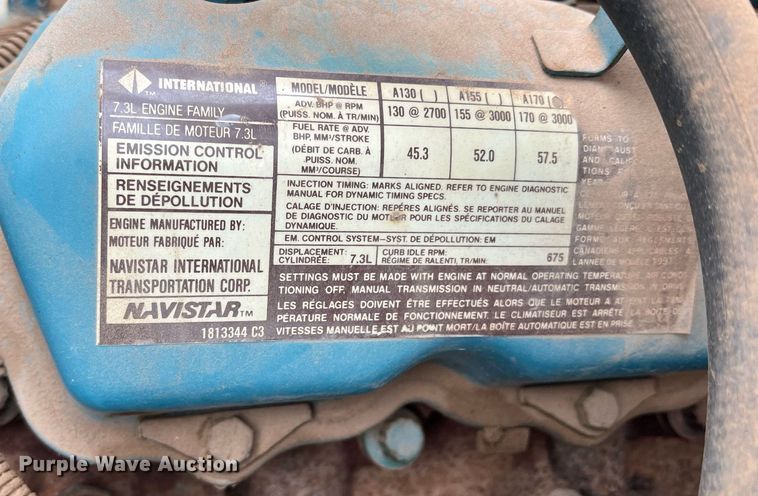 INTERNATIONAL
7.3L ENGINE FAMILY
FAMILLE DE MOTEUR 7.3L
EMISSION CONTROL
INFORMATION
RENSEIGNEMENTS
DE DÉPOLLUTION
ENGINE MANUFACTURED BY:
MOTEUR FABRIQUÉ PAR:
NAVISTAR INTERNATIONAL
TRANSPORTATION CORP.
NAVISTAR™
1813344 C3
MODEL/MODÈLE A130 ( ) A155 ( ) A170 ( )
ADV. BHP @ RPM
(PUISS. NOM. À TR/MIN) 130 @ 2700 155 @ 3000 170 @ 3000
FUEL RATE @ ADV.
BHP, MM³/STROKE
(DÉBIT DE CARB. À
PUISS. NOM.
MM³/COURSE) 45.3 52.0 57.5
INJECTION TIMING: MARKS ALIGNED. REFER TO ENGINE DIAGNOSTIC
MANUAL FOR DYNAMIC TIMING SPECS.
CALAGE D'INJECTION: REPÈRES ALIGNÉS. SE REPORTER AU MANUEL
DE DIAGNOSTIC DU MOTEUR POUR LES SPÉCIFICATIONS DU CALAGE
DYNAMIQUE.
EM. CONTROL SYSTEM—SYST. DE DÉPOLLUTION: EM
DISPLACEMENT:
CYLINDRÉE: 7.3L
CURB IDLE RPM:
RÉGIME DE RALENTI, TR/MIN: 675
SETTINGS MUST BE MADE WITH ENGINE AT NORMAL OPERATING TEMPERATURE, AIR
TIONING OFF. MANUAL TRANSMISSION IN NEUTRAL/AUTOMATIC TRANSMISSION IN
LES RÉGLAGES DOIVENT ÊTRE EFFECTUÉS ALORS QUE LE MOTEUR A
PÉRATURE NORMALE DE FONCTIONNEMENT. LE CLIMATISEUR EST ARRÊTÉ
VITESSES MANUELLE EST AU POINT MORT/LA BOÎTE AUTOMATIQUE EST EN PRISE
FORMS TO
AND
Purple Wave Auction